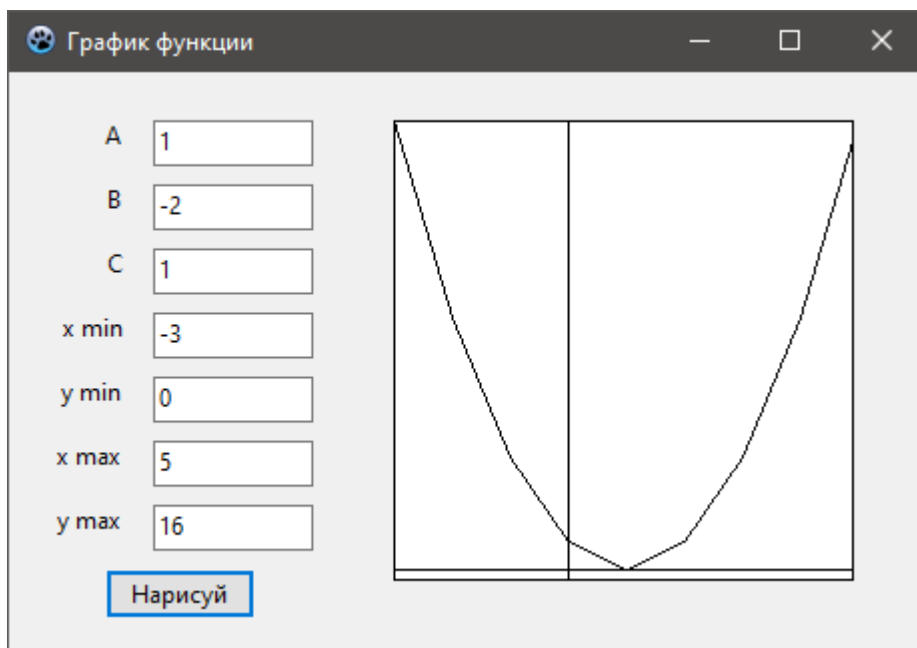 График функции
A 1
B -2
C 1
x min -3
y min 0
x max 5
y max 16
Нарисуй